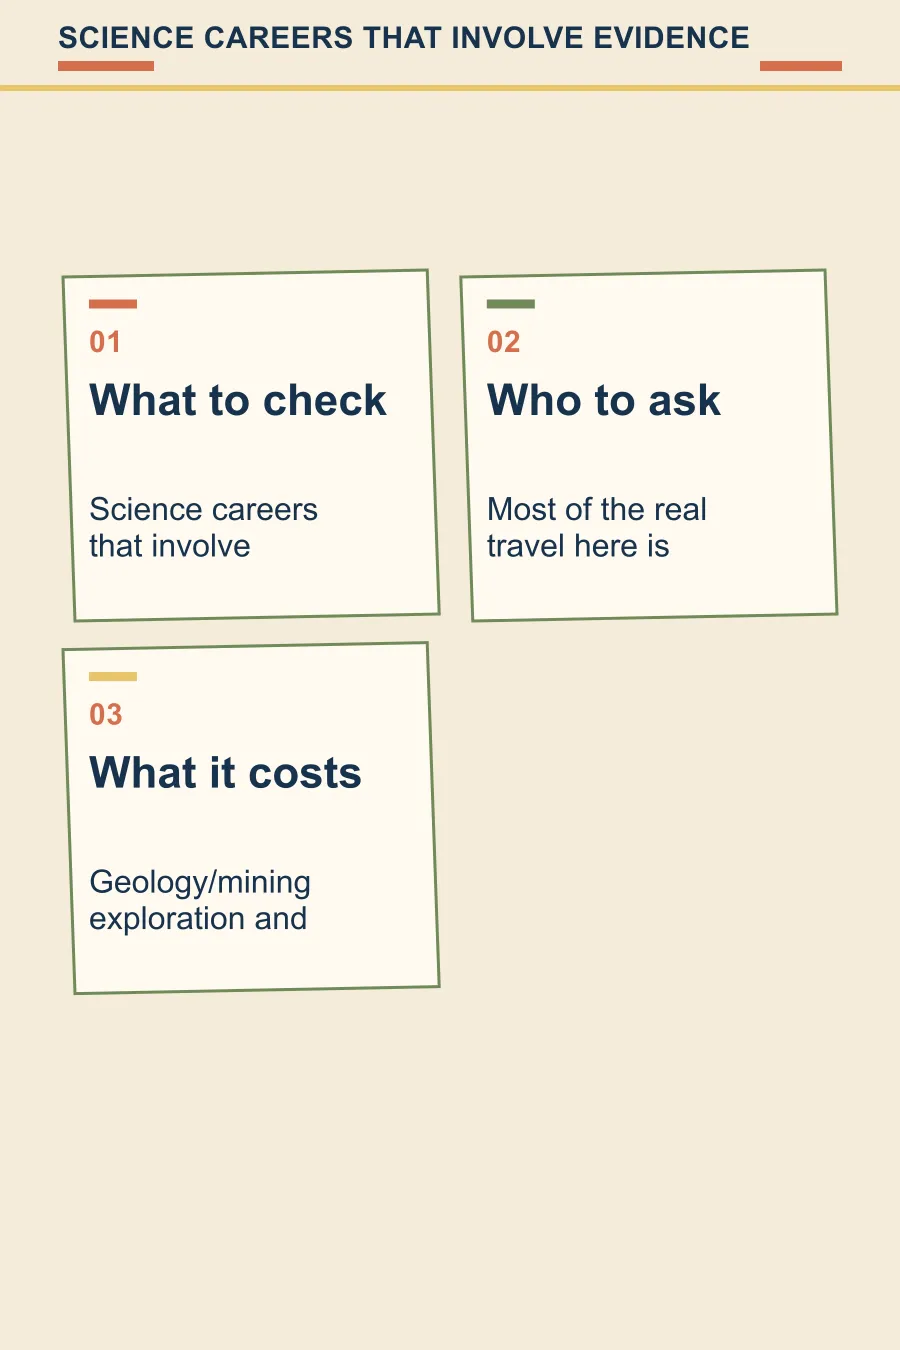 SCIENCE CAREERS THAT INVOLVE EVIDENCE
01
What to check
Science careers
that involve
02
Who to ask
Most of the real
travel here is
03
What it costs
Geology/mining
exploration and